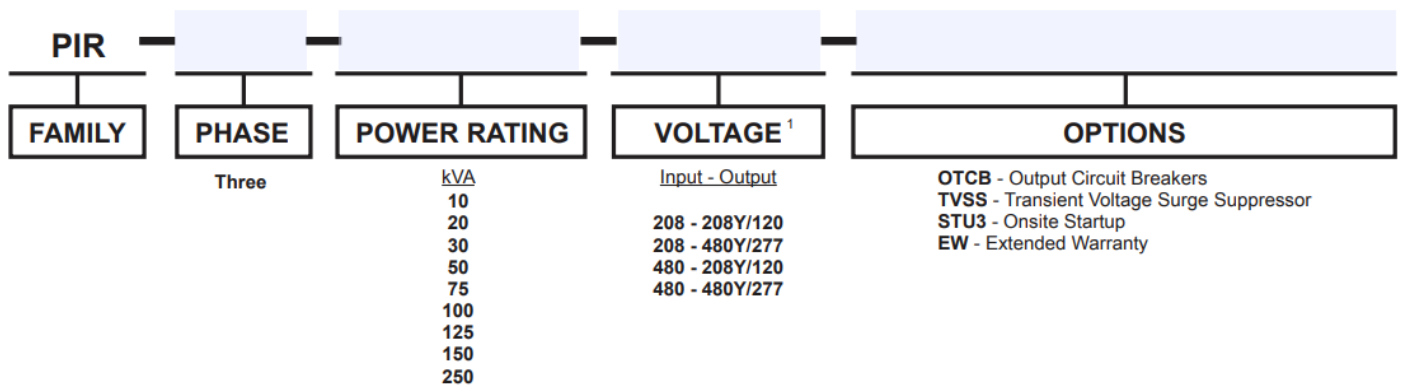 PIR
FAMILY
PHASE
POWER RATING
VOLTAGE 1
OPTIONS
Three
kVA
10
20
30
50
75
100
125
150
250
Input - Output
208 - 208Y/120
208 - 480Y/277
480 - 208Y/120
480 - 480Y/277
OTCB - Output Circuit Breakers
TVSS - Transient Voltage Surge Suppressor
STU3 - Onsite Startup
EW - Extended Warranty